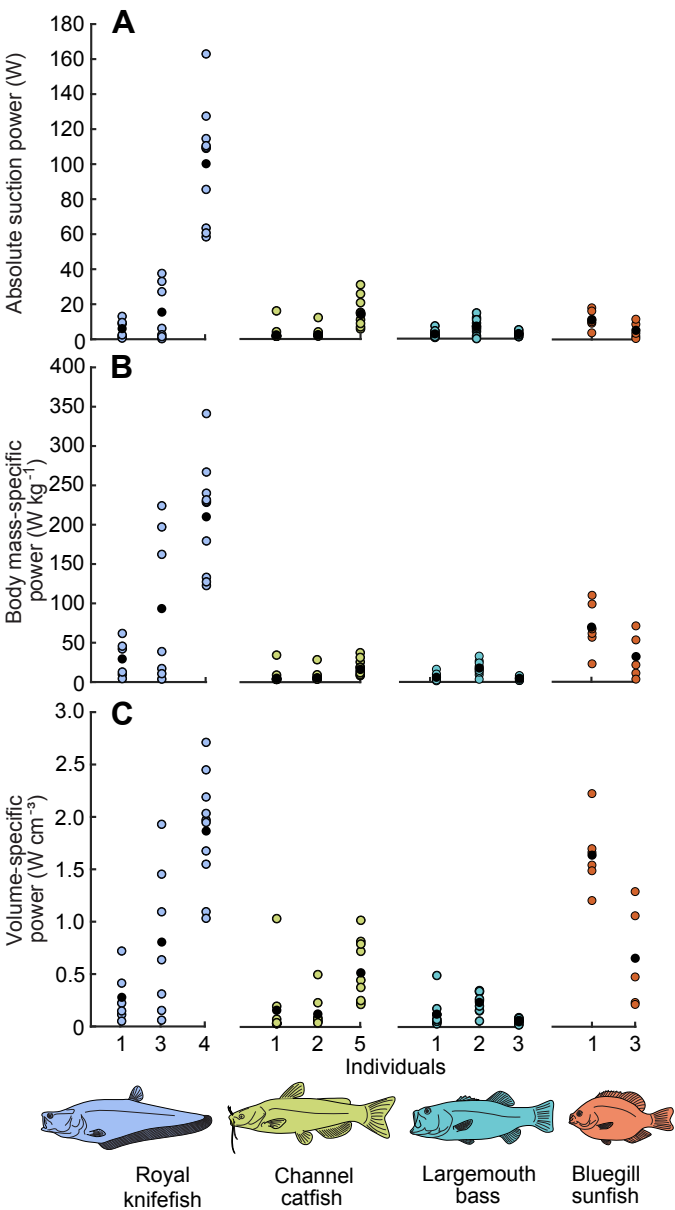 A
Absolute suction power (W)
180
160
140
120
100
80
60
40
20
0
B
Body mass-specific
power (W kg⁻¹)
400
350
300
250
200
150
100
50
0
C
Volume-specific
power (W cm⁻³)
3.0
2.5
2.0
1.5
1.0
0.5
0
1 3 4 1 2 5 1 2 3 1 3
Individuals
Royal
knifefish
Channel
catfish
Largemouth
bass
Bluegill
sunfish